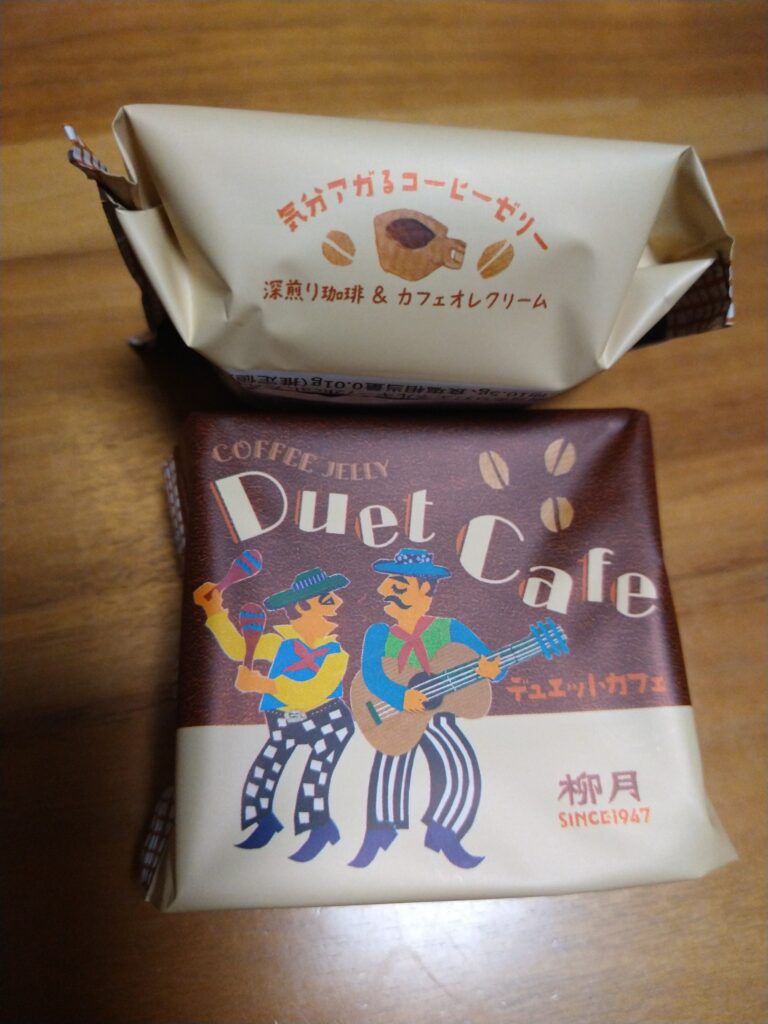 気分アガるコーヒーゼリー
深煎り珈琲 & カフェオレクリーム
COFFEE JELLY
Duet Cafe
デュエットカフェ
柳月
SINCE1947